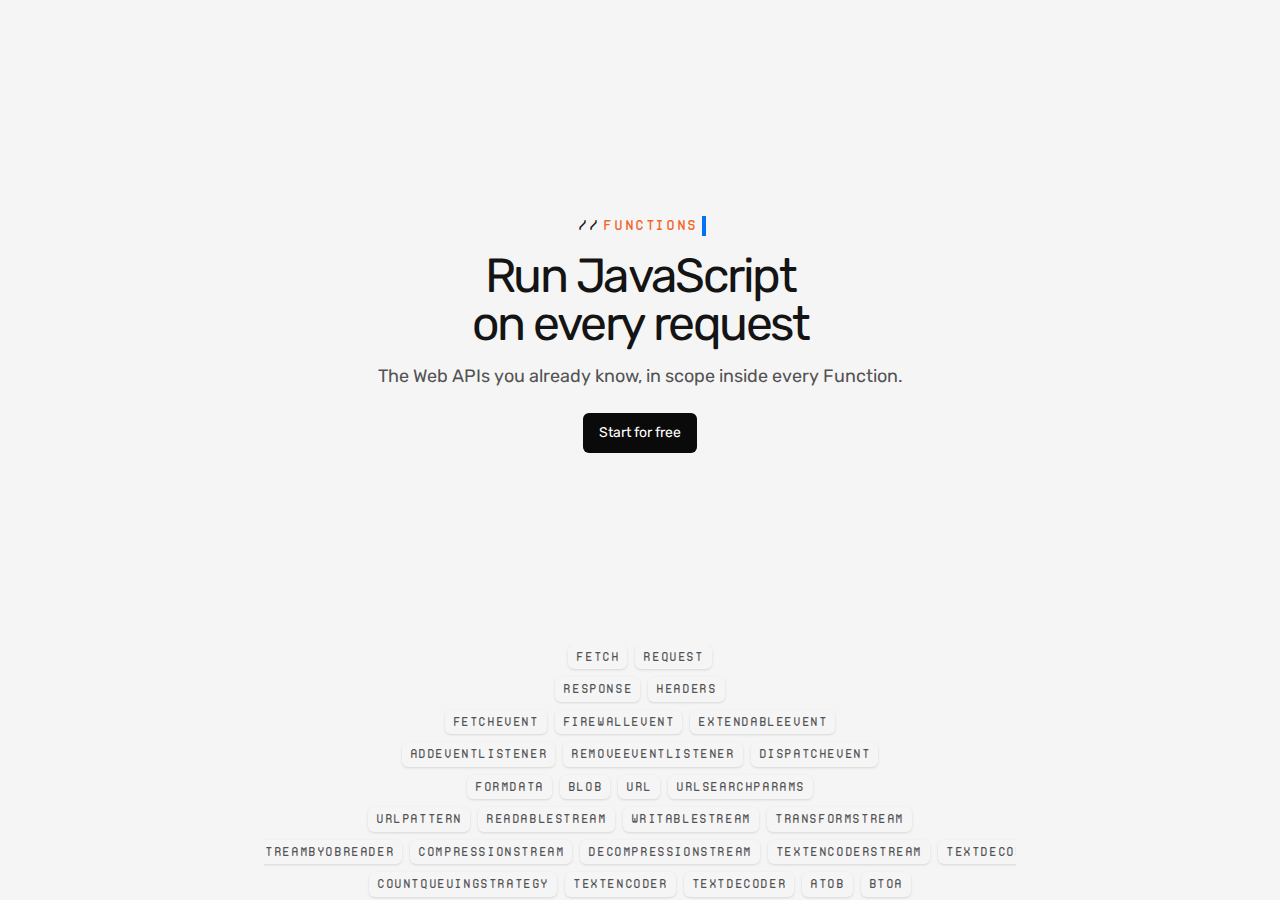 // FUNCTIONS
Run JavaScript
on every request
The Web APIs you already know, in scope inside every Function.
Start for free
FETCH REQUEST
RESPONSE HEADERS
FETCHEVENT FIREWALLEVENT EXTENDABLEEVENT
ADDEVENTLISTENER REMOVEEVENTLISTENER DISPATCHEVENT
FORMDATA BLOB URL URLSEARCHPARAMS
URLPATTERN READABLESTREAM WRITABLESTREAM TRANSFORMSTREAM
TREAMBYOBREADER COMPRESSIONSTREAM DECOMPRESSIONSTREAM TEXTENCODERSTREAM TEXTDECO
COUNTQUEUINGSTRATEGY TEXTENCODER TEXTDECODER ATOB BTOA